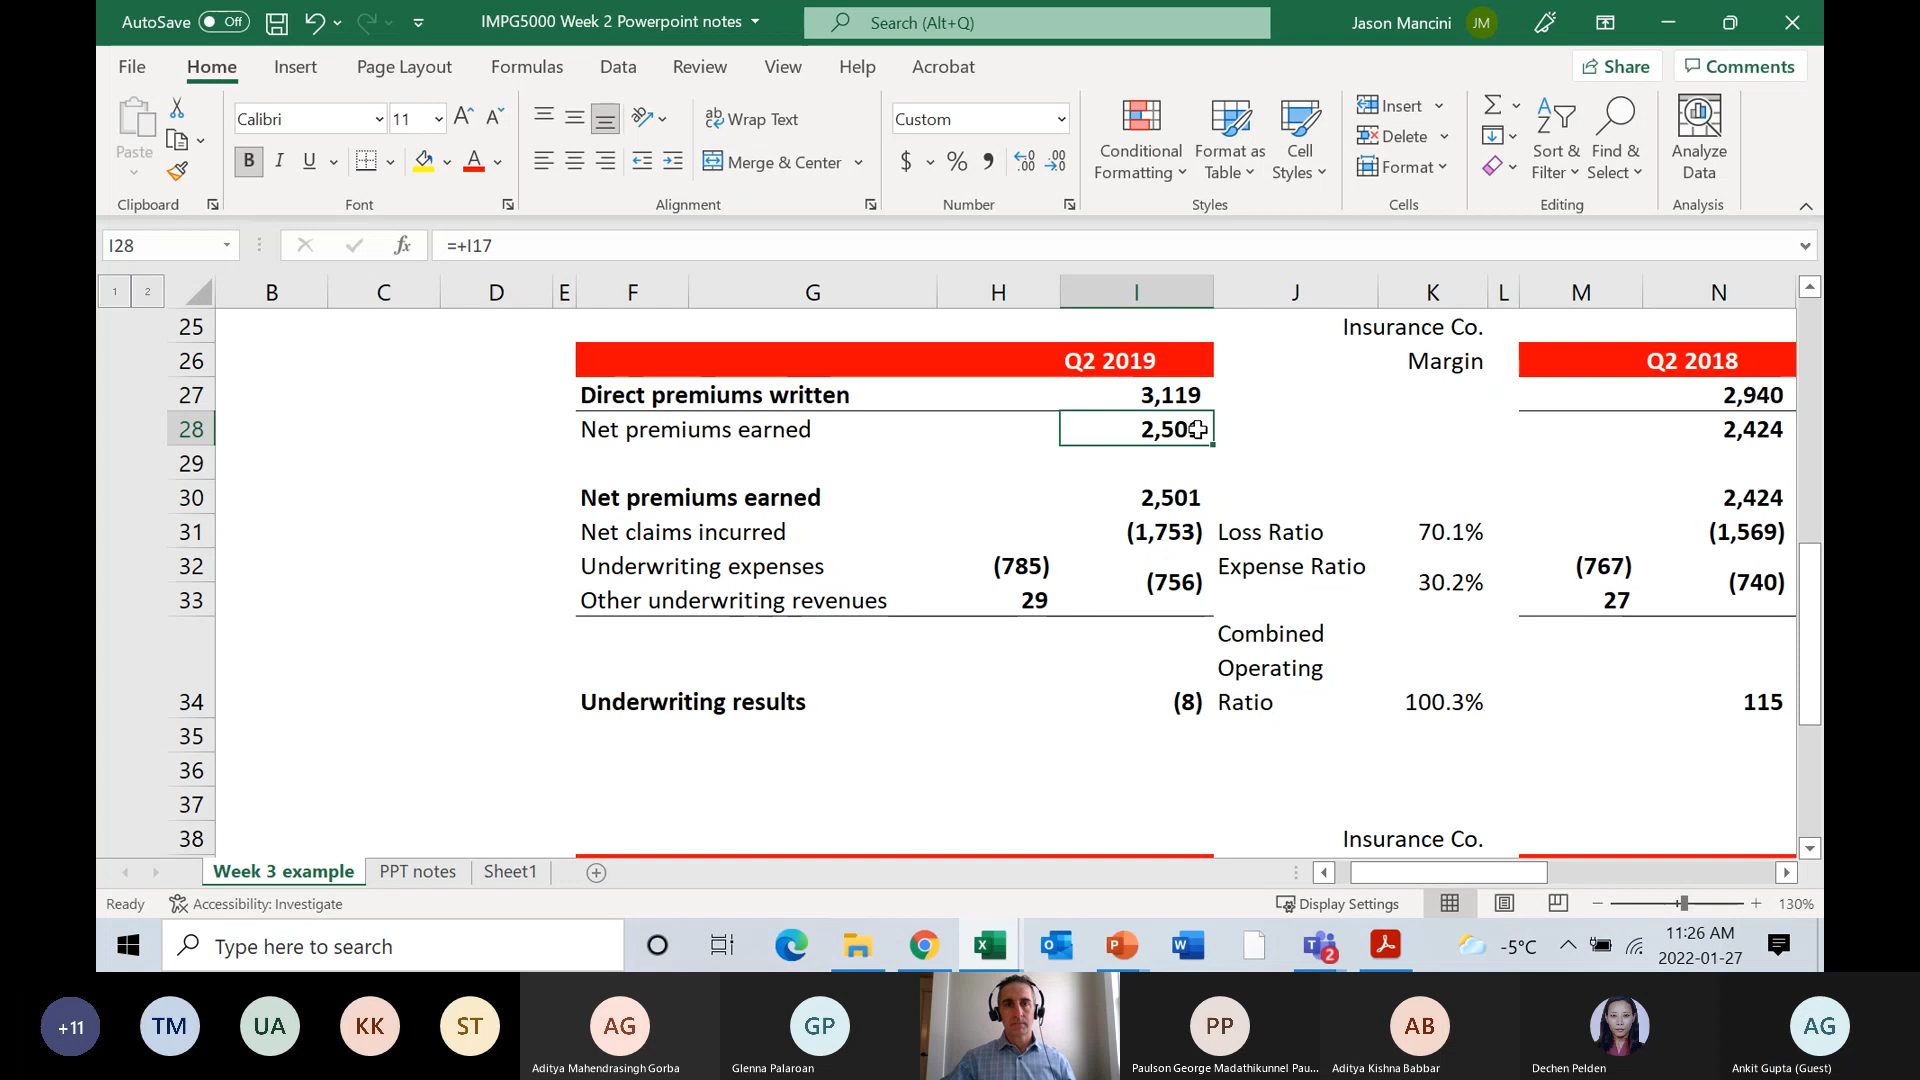 AutoSave Off IMPG5000 Week 2 Powerpoint notes Search (Alt+Q) Jason Mancini JM
File Home Insert Page Layout Formulas Data Review View Help Acrobat Share Comments
Calibri 11 Wrap Text Custom Insert
Paste Delete
B I U Merge & Center $ % Conditional Formatting Format as Table Cell Styles Format Sort & Filter Find & Select Analyze Data
Clipboard Font Alignment Number Styles Cells Editing Analysis
I28 fx =+I17
1 2 B C D E F G H I J K L M N
25 Insurance Co.
26 Q2 2019 Margin Q2 2018
27 Direct premiums written 3,119 2,940
28 Net premiums earned 2,50 2,424
29
30 Net premiums earned 2,501 2,424
31 Net claims incurred (1,753) Loss Ratio 70.1% (1,569)
32 Underwriting expenses (785) Expense Ratio (767)
(756) 30.2% (740)
33 Other underwriting revenues 29 27
Combined
Operating
34 Underwriting results (8) Ratio 100.3% 115
35
36
37
38 Insurance Co.
Week 3 example PPT notes Sheet1
Ready Accessibility: Investigate Display Settings 130%
Type here to search -5°C 11:26 AM
2022-01-27
+11 TM UA KK ST AG GP PP AB AG
Aditya Mahendrasingh Gorba Glenna Palaroan Paulson George Madathikunnel Pau... Aditya Kishna Babbar Dechen Pelden Ankit Gupta (Guest)